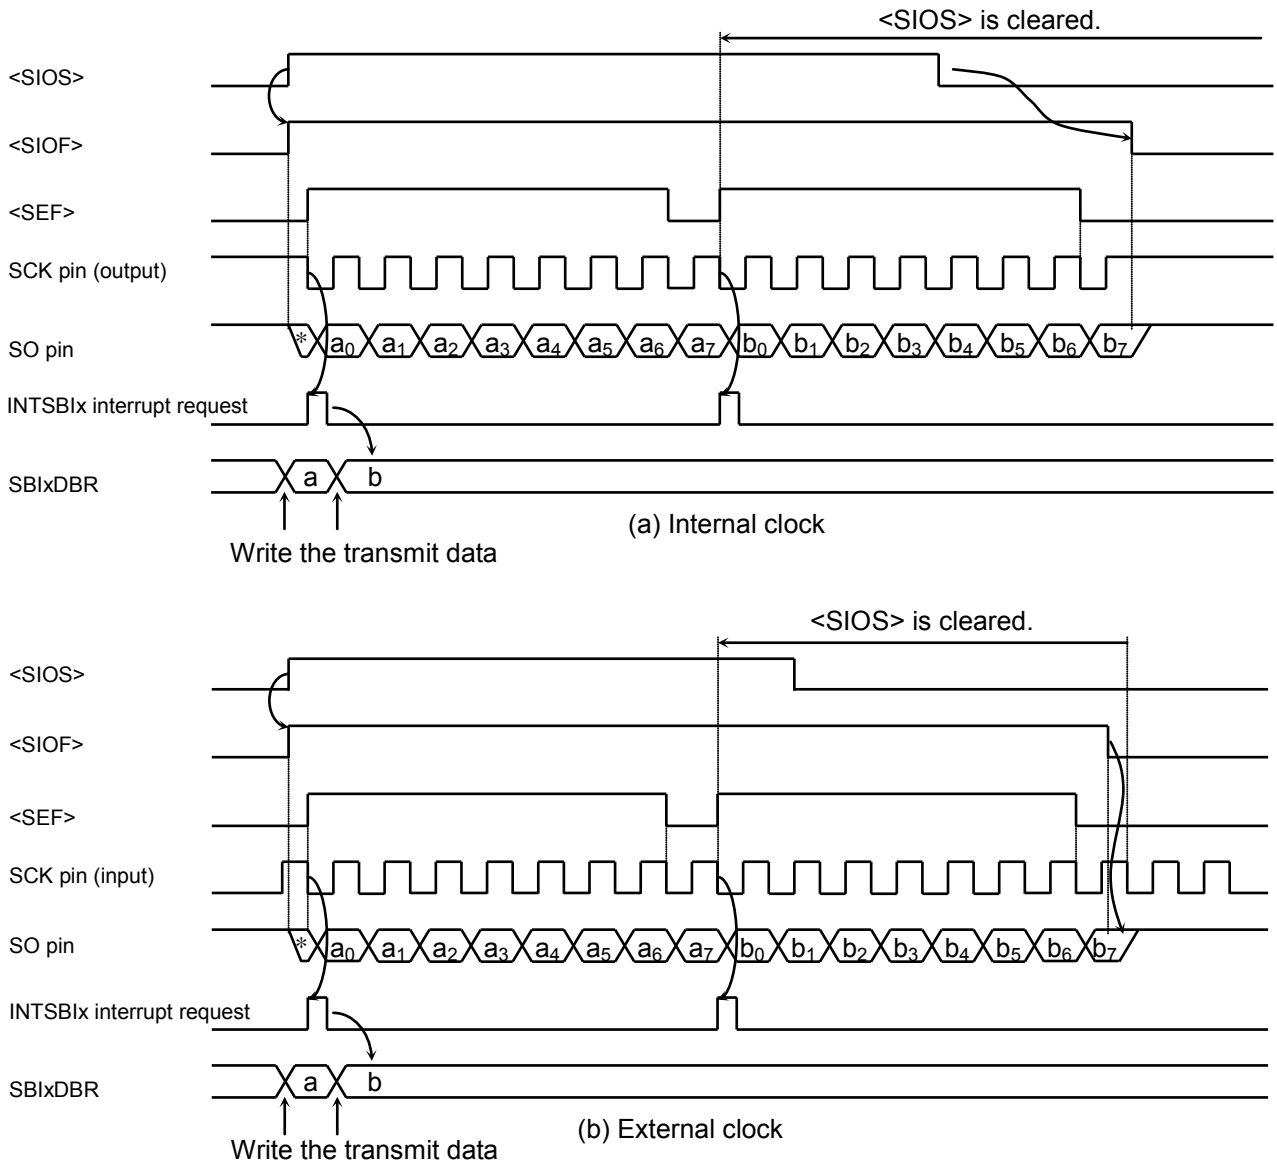 <SIOS> is cleared.
<SIOS>
<SIOF>
<SEF>
SCK pin (output)
SO pin
* a0 a1 a2 a3 a4 a5 a6 a7 b0 b1 b2 b3 b4 b5 b6 b7
INTSBIx interrupt request
SBIxDBR
a b
(a) Internal clock
Write the transmit data
<SIOS> is cleared.
<SIOS>
<SIOF>
<SEF>
SCK pin (input)
SO pin
* a0 a1 a2 a3 a4 a5 a6 a7 b0 b1 b2 b3 b4 b5 b6 b7
INTSBIx interrupt request
SBIxDBR
a b
(b) External clock
Write the transmit data